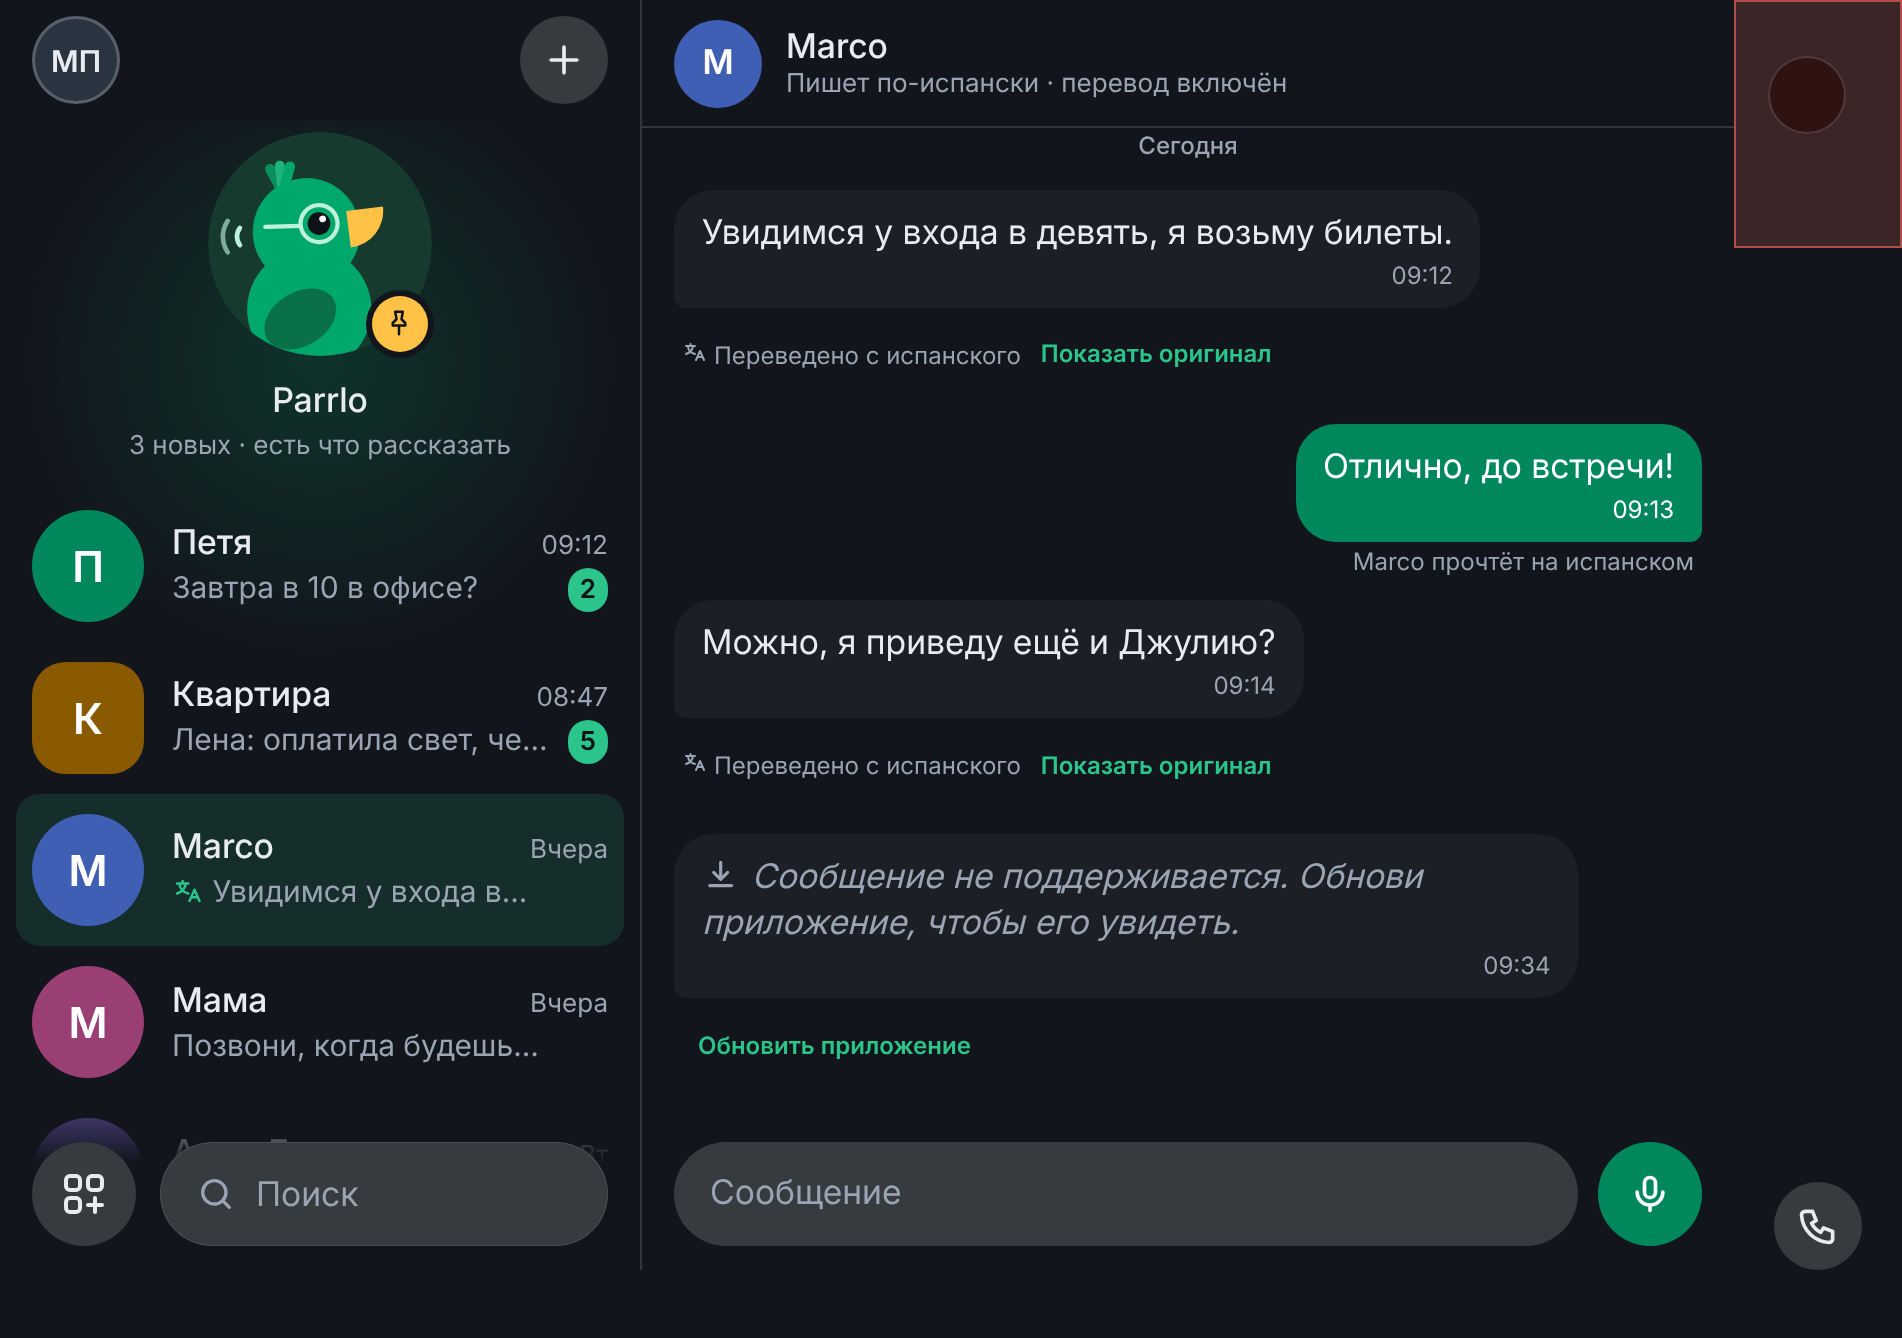 МП
Parrlo
3 новых · есть что рассказать
Петя
09:12
Завтра в 10 в офисе?
2
П
Квартира
08:47
Лена: оплатила свет, че...
5
К
Marco
Вчера
Увидимся у входа в...
M
Мама
Вчера
Позвони, когда будешь...
М
Поиск
M
Marco
Пишет по-испански · перевод включён
Сегодня
Увидимся у входа в девять, я возьму билеты.
09:12
Переведено с испанского Показать оригинал
Отлично, до встречи!
09:13
Marco прочтёт на испанском
Можно, я приведу ещё и Джулию?
09:14
Переведено с испанского Показать оригинал
Сообщение не поддерживается. Обнови
приложение, чтобы его увидеть.
09:34
Обновить приложение
Сообщение